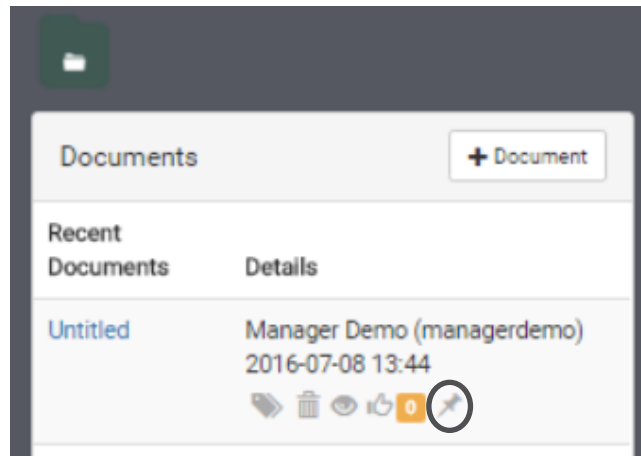 Documents
+ Document
Recent
Documents
Details
Untitled
Manager Demo (managerdemo)
2016-07-08 13:44
0